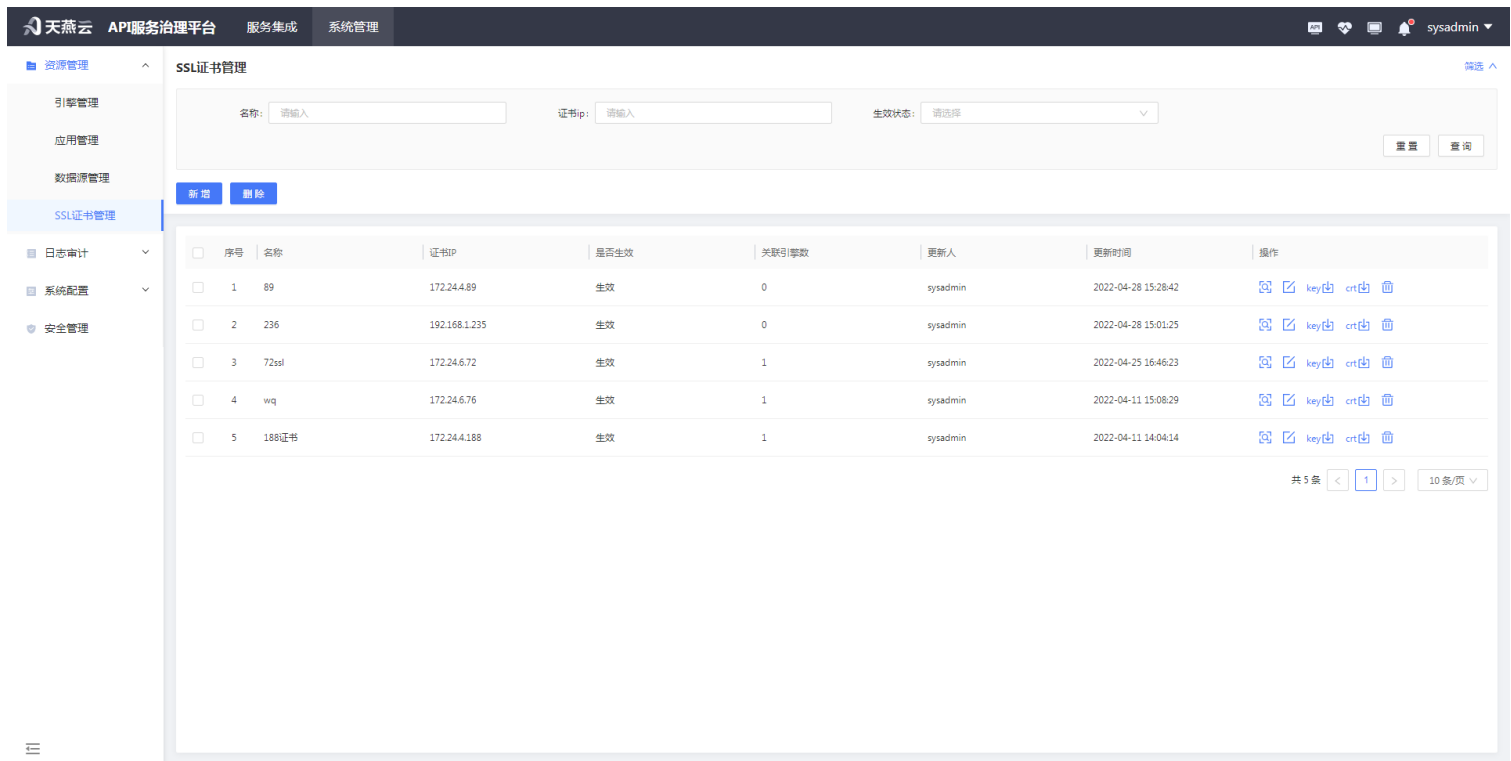 天燕云 API服务治理平台 服务集成 系统管理 API sysadmin
资源管理
引擎管理
应用管理
数据源管理
SSL证书管理
日志审计
系统配置
安全管理
SSL证书管理 筛选
名称: 请输入 证书ip: 请输入 生效状态: 请选择
重置 查询
新增 删除
序号 名称 证书IP 是否生效 关联引擎数 更新人 更新时间 操作
1 89 172.24.4.89 生效 0 sysadmin 2022-04-28 15:28:42 key crt
2 236 192.168.1.235 生效 0 sysadmin 2022-04-28 15:01:25 key crt
3 72ssl 172.24.6.72 生效 1 sysadmin 2022-04-25 16:46:23 key crt
4 wq 172.24.6.76 生效 1 sysadmin 2022-04-11 15:08:29 key crt
5 188证书 172.24.4.188 生效 1 sysadmin 2022-04-11 14:04:14 key crt
共 5 条 < 1 > 10 条/页